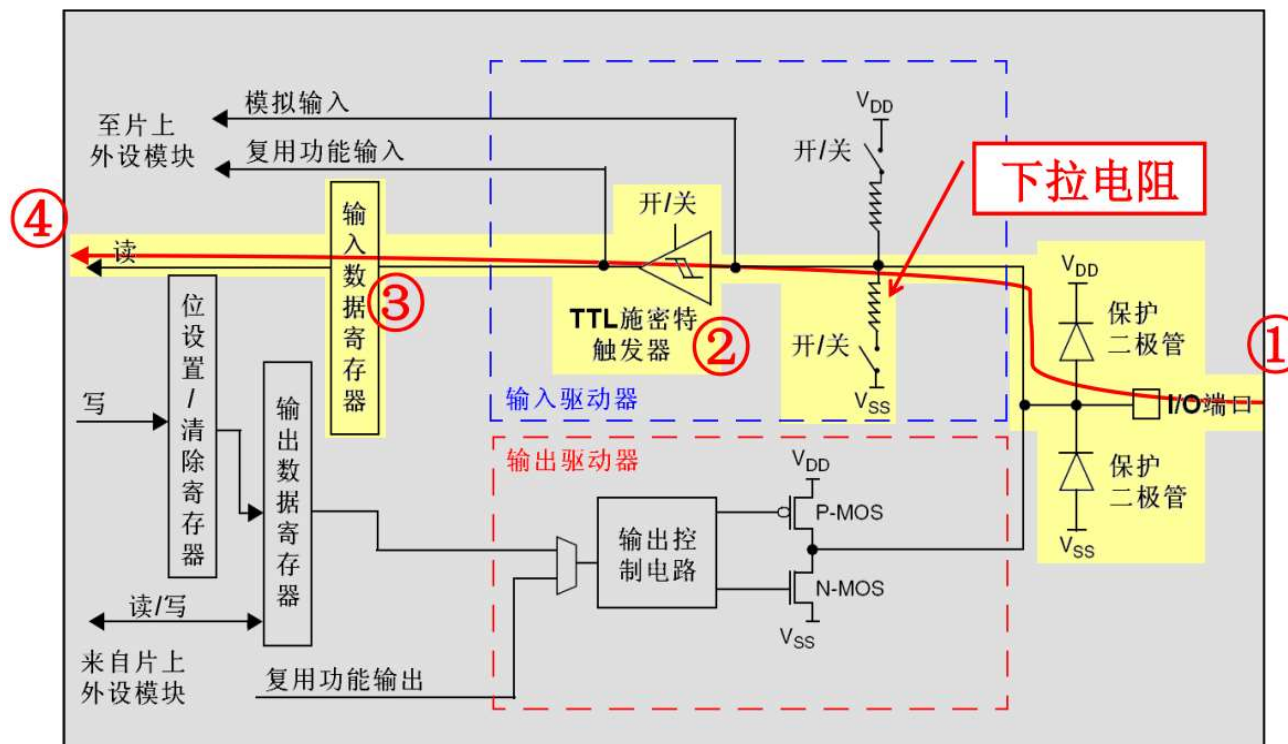 模拟输入
至片上
外设模块
复用功能输入
V_DD
开/关
下拉电阻
④
开/关
读
输入数据寄存器
③
TTL施密特
触发器
②
开/关
V_SS
V_DD
保护
二极管
①
I/O端口
输入驱动器
写
位设置/清除寄存器
输出数据寄存器
输出驱动器
V_DD
P-MOS
输出控
制电路
N-MOS
V_SS
保护
二极管
V_SS
读/写
来自片上
外设模块
复用功能输出